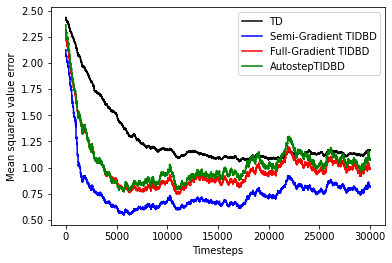 2.50
2.25
2.00
1.75
1.50
1.25
1.00
0.75
0.50
Mean squared value error
TD
Semi-Gradient TIDBD
Full-Gradient TIDBD
AutostepTIDBD
0 5000 10000 15000 20000 25000 30000
Timesteps